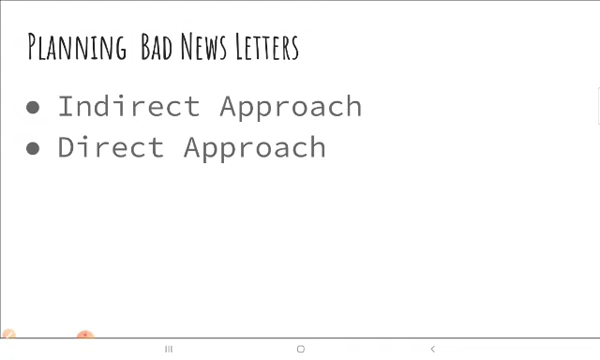 Planning Bad News Letters
● Indirect Approach
● Direct Approach